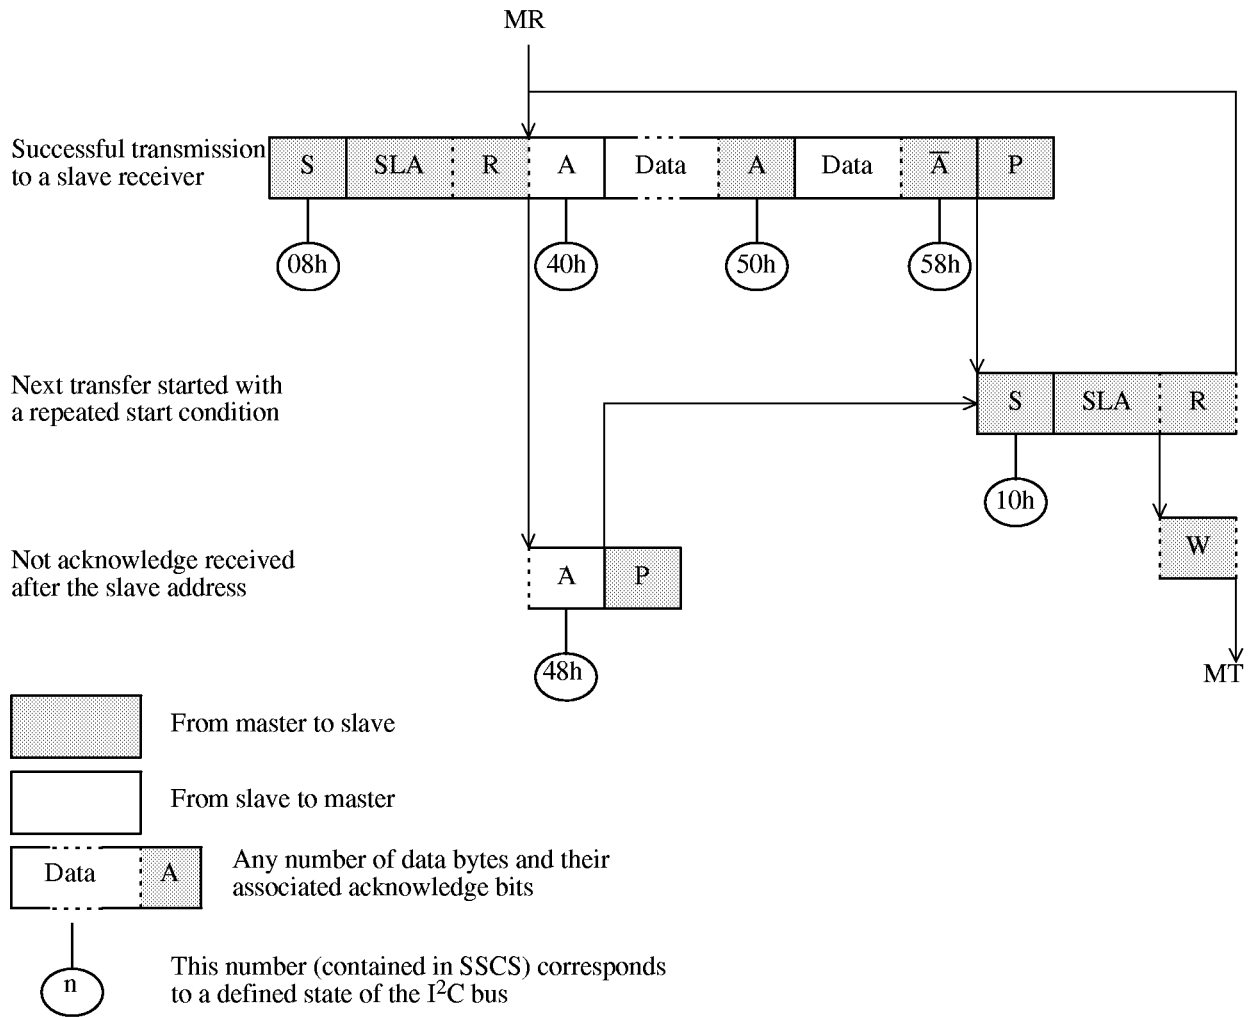 MR
Successful transmission
to a slave receiver
S SLA R A Data A Data A̅ P
08h 40h 50h 58h
Next transfer started with
a repeated start condition
S SLA R
10h
Not acknowledge received
after the slave address
A̅ P
W
48h
MT
From master to slave
From slave to master
Data A
Any number of data bytes and their
associated acknowledge bits
n
This number (contained in SSCS) corresponds
to a defined state of the I²C bus